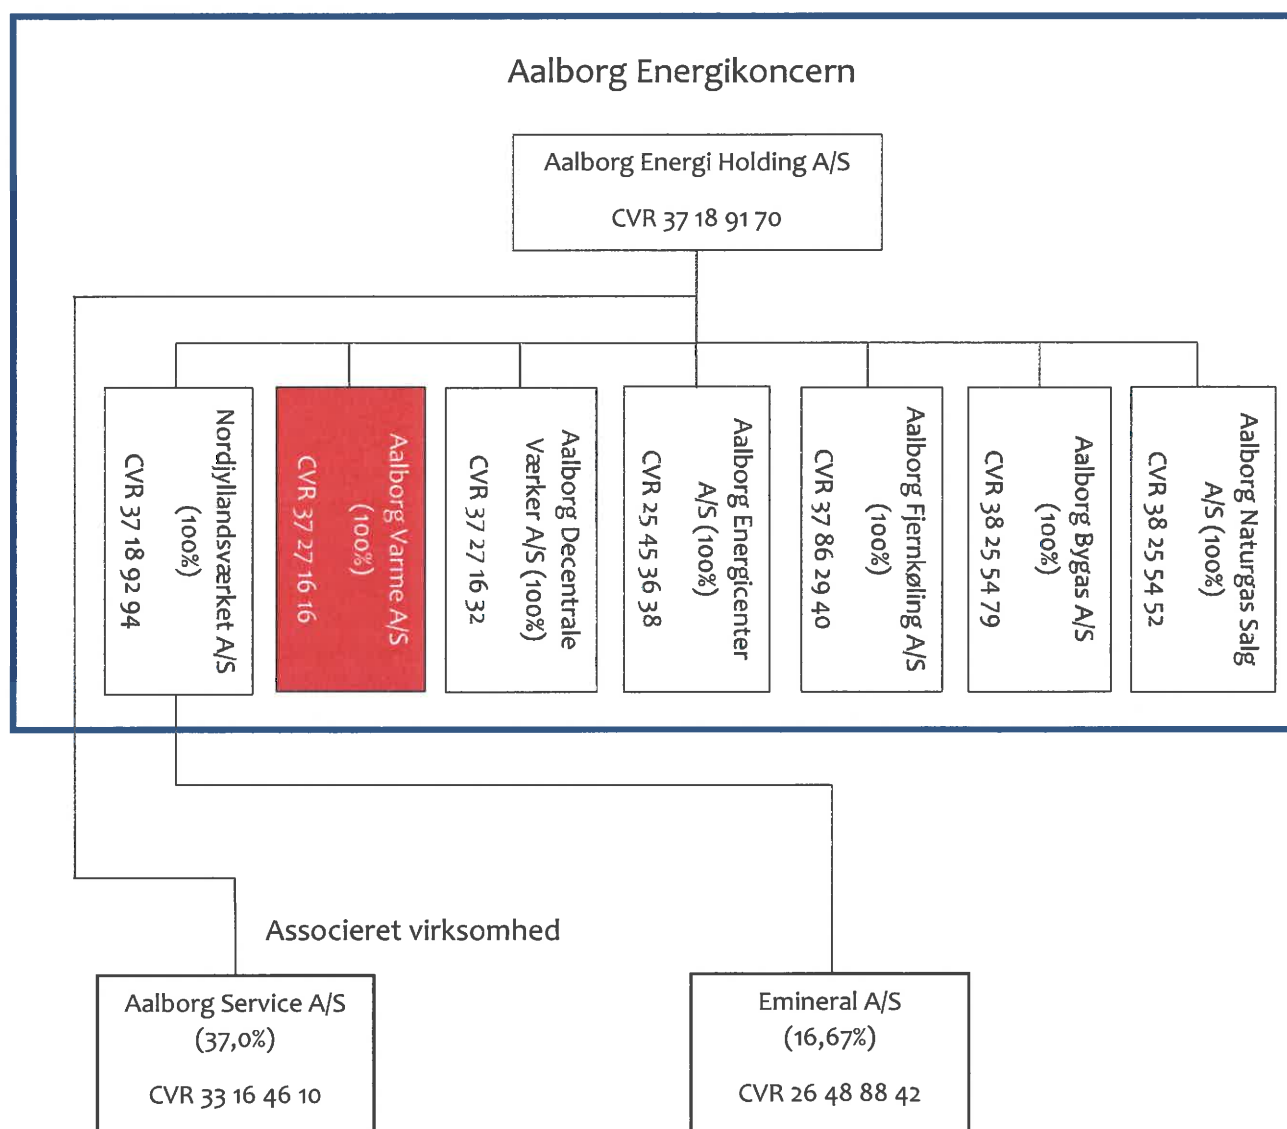 Aalborg Energikoncern
Aalborg Energi Holding A/S
CVR 37 18 91 70
Nordjyllandsværket A/S
(100%)
CVR 37 18 92 94
Aalborg Varme A/S
(100%)
CVR 37 27 16 16
Aalborg Decentrale
Værker A/S (100%)
CVR 37 27 16 32
Aalborg Energicenter
A/S (100%)
CVR 25 45 36 38
Aalborg Fjernkøling A/S
(100%)
CVR 37 86 29 40
Aalborg Bygas A/S
(100%)
CVR 38 25 54 79
Aalborg Naturgas Salg
A/S (100%)
CVR 38 25 54 52
Associeret virksomhed
Aalborg Service A/S
(37,0%)
CVR 33 16 46 10
Emineral A/S
(16,67%)
CVR 26 48 88 42